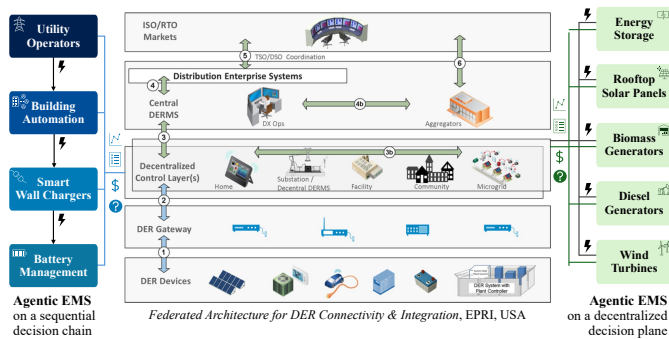 Utility
Operators
Building
Automation
Smart
Wall Chargers
Battery
Management
Agentic EMS
on a sequential
decision chain
$
?
ISO/RTO
Markets
5
TSO/DSO Coordination
6
Distribution Enterprise Systems
4
Central
DERMS
4b
DX Ops
Aggregators
3
3b
Decentralized
Control Layer(s)
Home
Substation /
Decentral DERMS
Facility
Community
Microgrid
2
DER Gateway
1
DER Devices
DER System with
Plant Controller
Federated Architecture for DER Connectivity & Integration, EPRI, USA
$
?
Energy
Storage
Rooftop
Solar Panels
Biomass
Generators
Diesel
Generators
Wind
Turbines
Agentic EMS
on a decentralized
decision plane